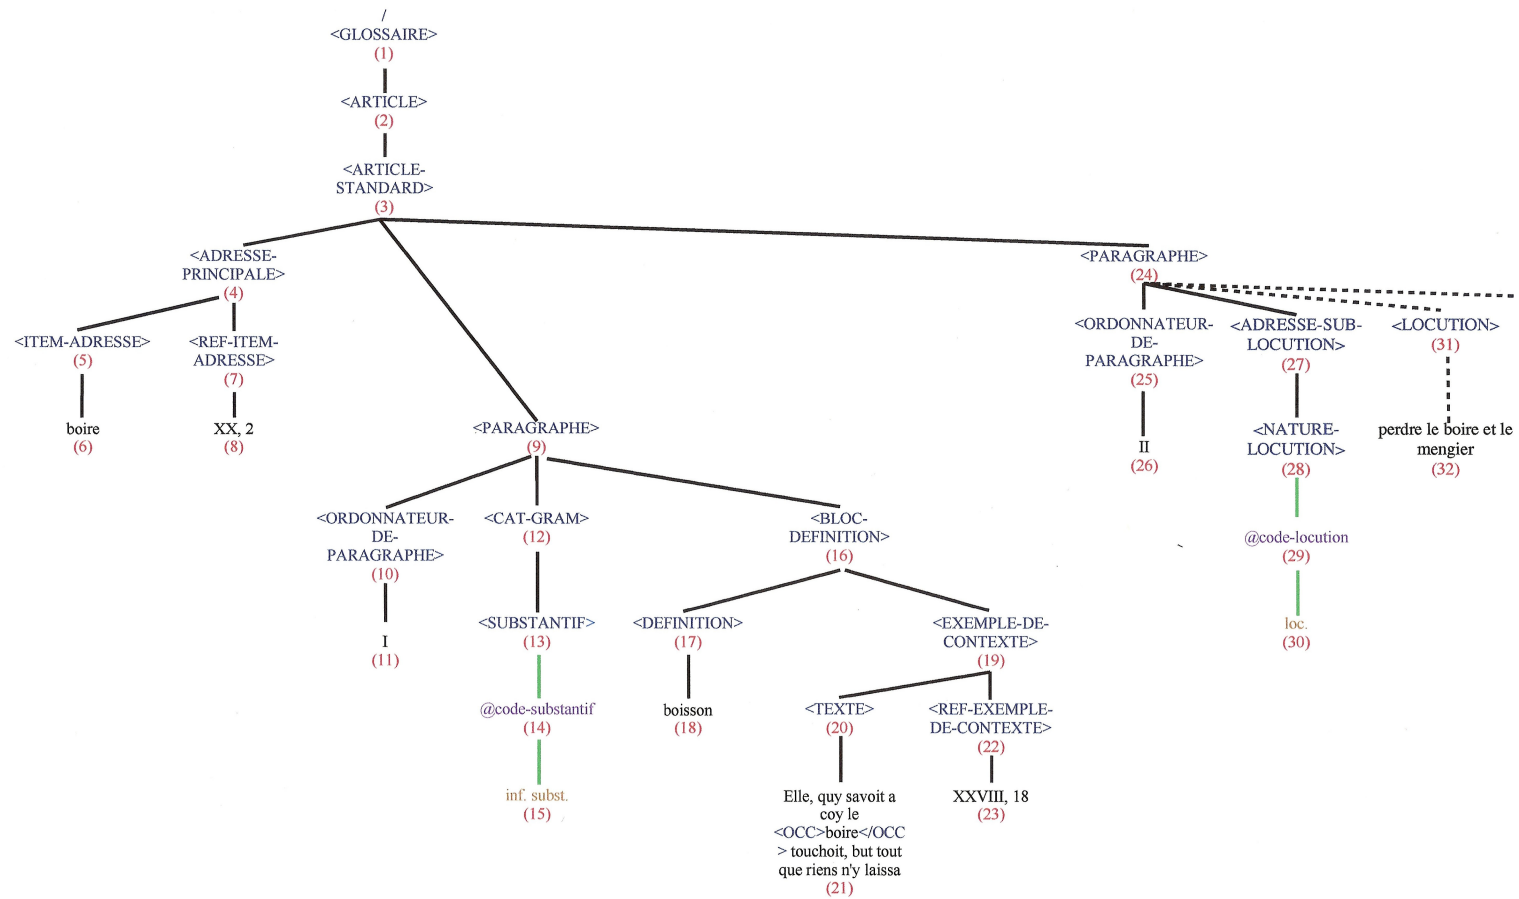 /
<GLOSSAIRE>
(1)
<ARTICLE>
(2)
<ARTICLE-
STANDARD>
(3)
<ADRESSE-
PRINCIPALE>
(4)
<ITEM-ADRESSE>
(5)
boire
(6)
<REF-ITEM-
ADRESSE>
(7)
XX, 2
(8)
<PARAGRAPHE>
(9)
<ORDONNATEUR-
DE-
PARAGRAPHE>
(10)
I
(11)
<CAT-GRAM>
(12)
<SUBSTANTIF>
(13)
@code-substantif
(14)
inf. subst.
(15)
<BLOC-
DEFINITION>
(16)
<DEFINITION>
(17)
boisson
(18)
<EXEMPLE-DE-
CONTEXTE>
(19)
<TEXTE>
(20)
Elle, quy savoit a
coy le
<OCC>boire</OCC
> touchoit, but tout
que riens n'y laissa
(21)
<REF-EXEMPLE-
DE-CONTEXTE>
(22)
XXVIII, 18
(23)
<PARAGRAPHE>
(24)
<ORDONNATEUR-
DE-
PARAGRAPHE>
(25)
II
(26)
<ADRESSE-SUB-
LOCUTION>
(27)
<NATURE-
LOCUTION>
(28)
@code-locution
(29)
loc.
(30)
<LOCUTION>
(31)
perdre le boire et le
mengier
(32)